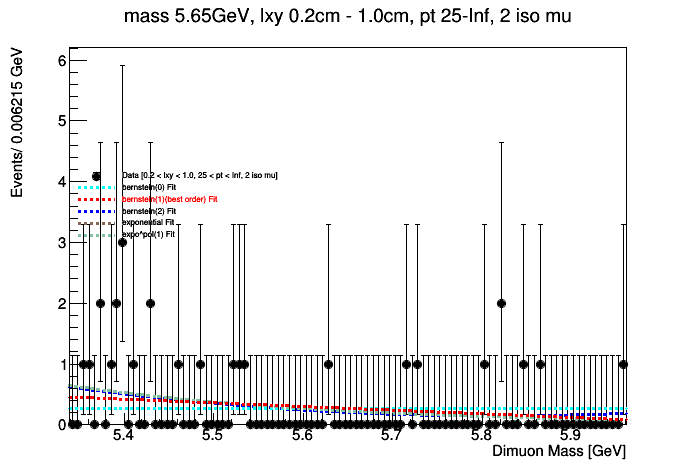 mass 5.65GeV, lxy 0.2cm - 1.0cm, pt 25-Inf, 2 iso mu
Events/ 0.006215 GeV
6
5
4
3
2
1
0
Data [0.2 < lxy < 1.0, 25 < pt < Inf, 2 iso mu]
bernstein(0) Fit
bernstein(1)(best order) Fit
bernstein(2) Fit
exponential Fit
expo*pol(1) Fit
5.4 5.5 5.6 5.7 5.8 5.9
Dimuon Mass [GeV]